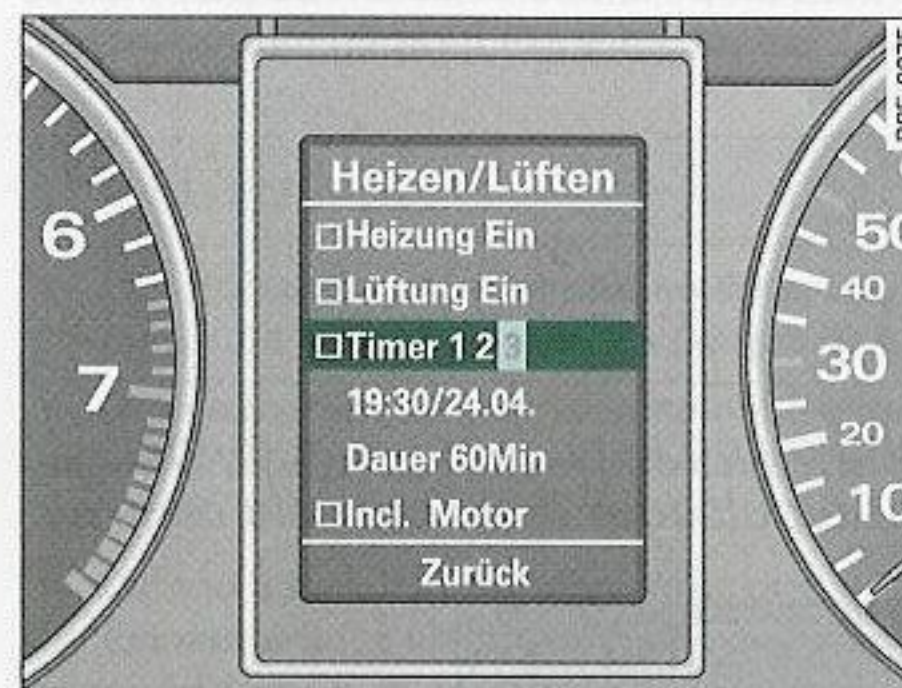 Heizen/Lüften
Heizung Ein
Lüftung Ein
Timer 1 2 3
19:30/24.04.
Dauer 60Min
Incl. Motor
Zurück
6
7
50
40
30
20
10